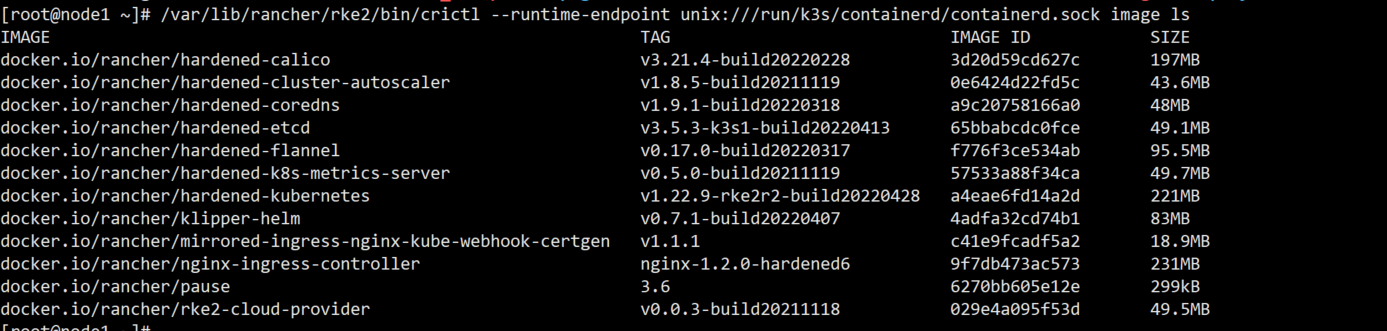 [root@node1 ~]# /var/lib/rancher/rke2/bin/crictl --runtime-endpoint unix:///run/k3s/containerd/containerd.sock image ls
IMAGE TAG IMAGE ID SIZE
docker.io/rancher/hardened-calico v3.21.4-build20220228 3d20d59cd627c 197MB
docker.io/rancher/hardened-cluster-autoscaler v1.8.5-build20211119 0e6424d22fd5c 43.6MB
docker.io/rancher/hardened-coredns v1.9.1-build20220318 a9c20758166a0 48MB
docker.io/rancher/hardened-etcd v3.5.3-k3s1-build20220413 65bbabcdc0fce 49.1MB
docker.io/rancher/hardened-flannel v0.17.0-build20220317 f776f3ce534ab 95.5MB
docker.io/rancher/hardened-k8s-metrics-server v0.5.0-build20211119 57533a88f34ca 49.7MB
docker.io/rancher/hardened-kubernetes v1.22.9-rke2r2-build20220428 a4eae6fd14a2d 221MB
docker.io/rancher/klipper-helm v0.7.1-build20220407 4adfa32cd74b1 83MB
docker.io/rancher/mirrored-ingress-nginx-kube-webhook-certgen v1.1.1 c41e9fcadf5a2 18.9MB
docker.io/rancher/nginx-ingress-controller nginx-1.2.0-hardened6 9f7db473ac573 231MB
docker.io/rancher/pause 3.6 6270bb605e12e 299kB
docker.io/rancher/rke2-cloud-provider v0.0.3-build20211118 029e4a095f53d 49.5MB
[root@node1 ~]#